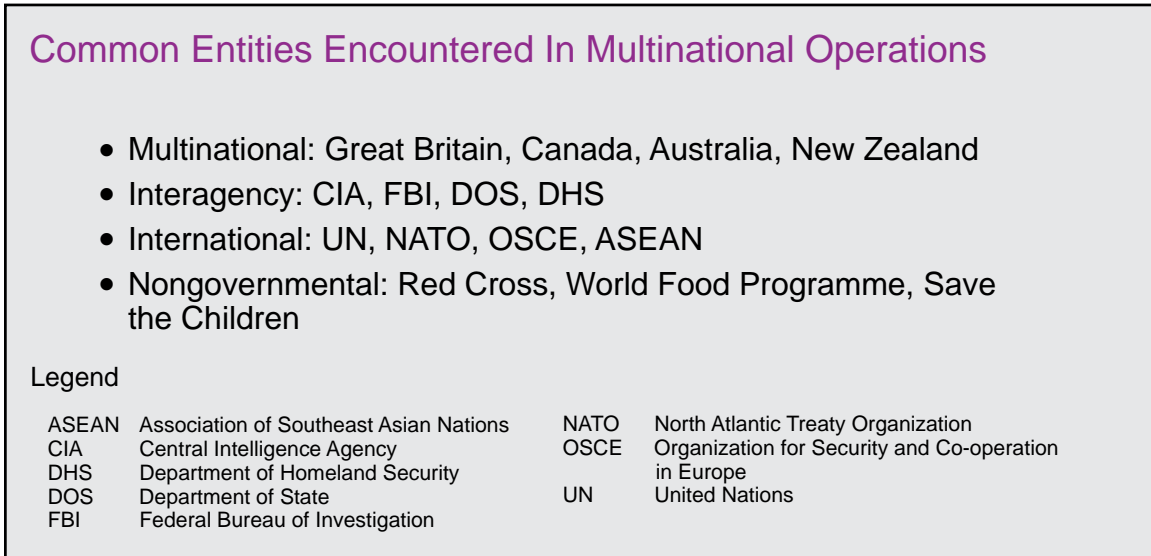 Common Entities Encountered In Multinational Operations
• Multinational: Great Britain, Canada, Australia, New Zealand
• Interagency: CIA, FBI, DOS, DHS
• International: UN, NATO, OSCE, ASEAN
• Nongovernmental: Red Cross, World Food Programme, Save
the Children
Legend
ASEAN Association of Southeast Asian Nations
CIA Central Intelligence Agency
DHS Department of Homeland Security
DOS Department of State
FBI Federal Bureau of Investigation
NATO North Atlantic Treaty Organization
OSCE Organization for Security and Co-operation
in Europe
UN United Nations